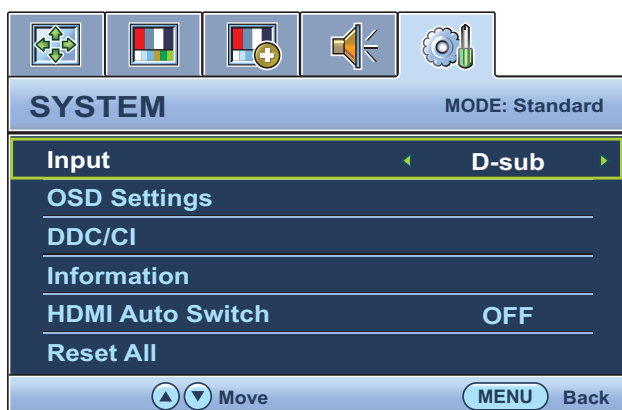 SYSTEM MODE: Standard
Input D-sub
OSD Settings
DDC/CI
Information
HDMI Auto Switch OFF
Reset All
Move MENU Back